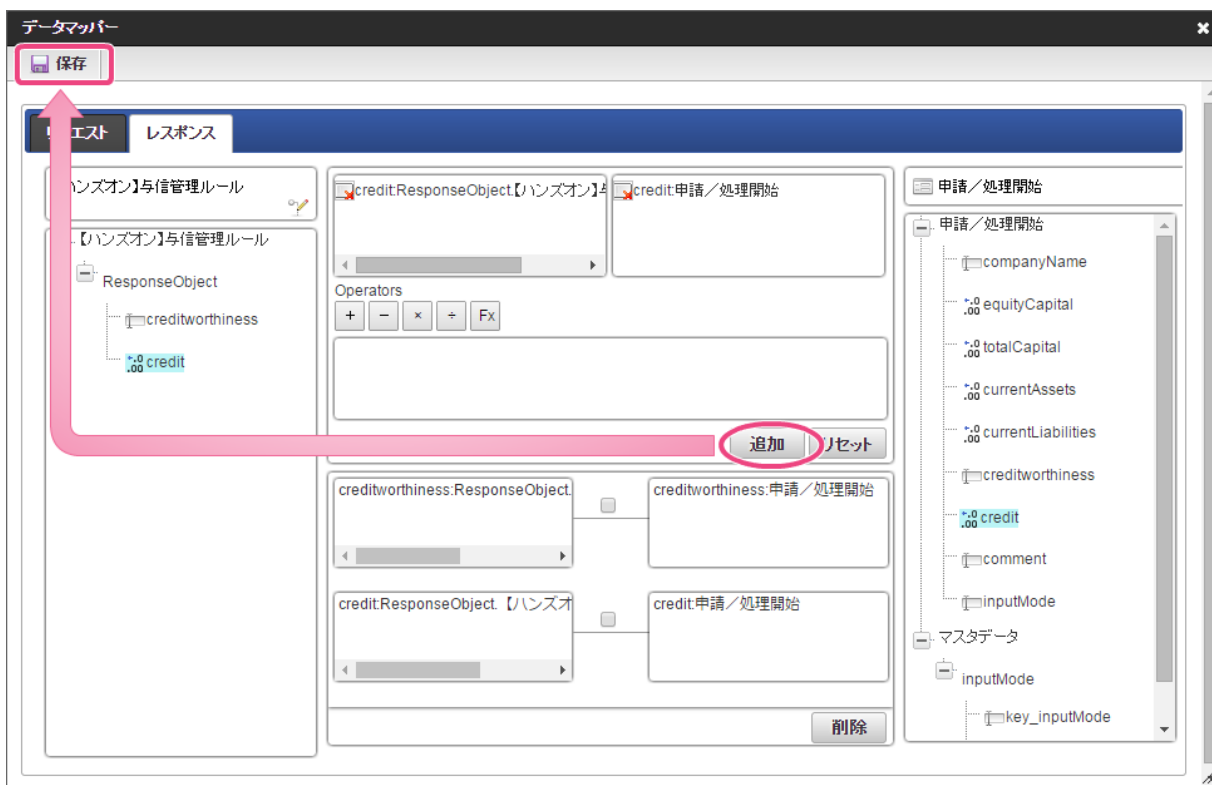 データマッパー
保存
エスト
レスポンス
ハンズオン】与信管理ルール
【ハンズオン】与信管理ルール
ResponseObject
creditworthiness
credit
credit:ResponseObject.【ハンズオン】与
credit:申請／処理開始
Operators
+ − × ÷ Fx
追加
リセット
creditworthiness:ResponseObject.
creditworthiness:申請／処理開始
credit:ResponseObject.【ハンズオ
credit:申請／処理開始
削除
申請／処理開始
申請／処理開始
companyName
equityCapital
totalCapital
currentAssets
currentLiabilities
creditworthiness
credit
comment
inputMode
マスタデータ
inputMode
key_inputMode